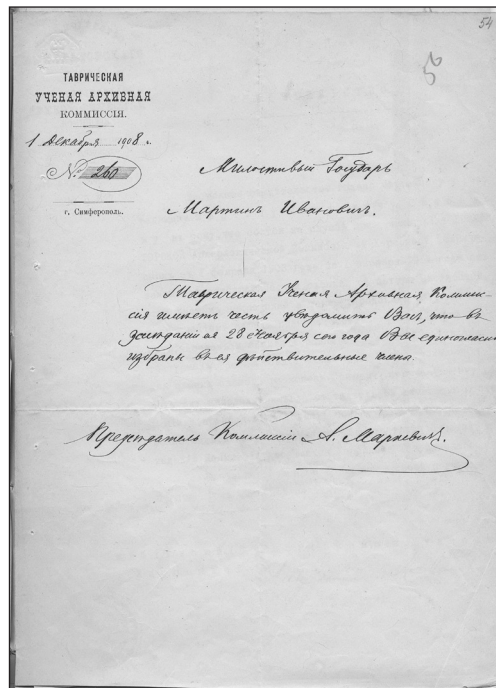 54
56
ТАВРИЧЕСКАЯ
УЧЕНАЯ АРХИВНАЯ
КОММИССІЯ.
1 Декабря 1908 г.
№ 260
г. Симферополь.
Милостивый Государь
Мартинъ Ивановичъ.
Таврическая Ученая Архивная Коммис-
сія имѣетъ честь увѣдомить Васъ, что въ
засѣданіи ея 28 Ноября сего года Вы единогласно
избраны въ ея дѣйствительные члена.
Предсѣдатель Коммиссіи А. Маркевичъ.